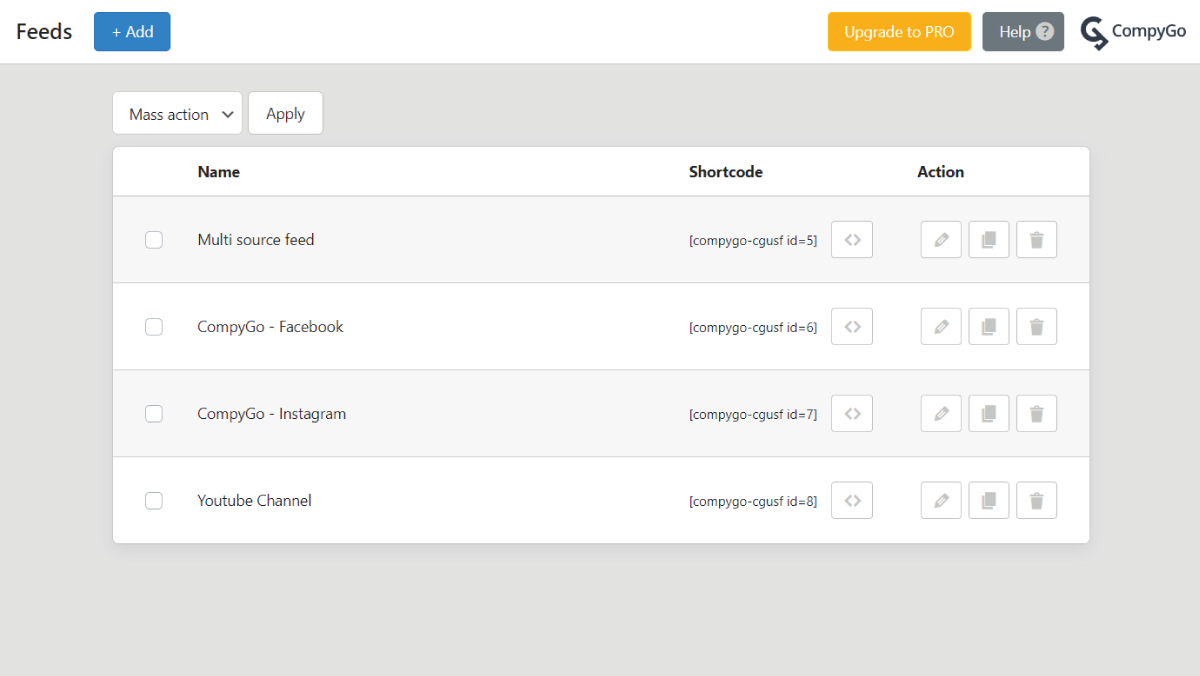 Feeds + Add Upgrade to PRO Help ? CompyGo
Mass action Apply
Name Shortcode Action
Multi source feed [compygo-cgusf id=5]
CompyGo - Facebook [compygo-cgusf id=6]
CompyGo - Instagram [compygo-cgusf id=7]
Youtube Channel [compygo-cgusf id=8]